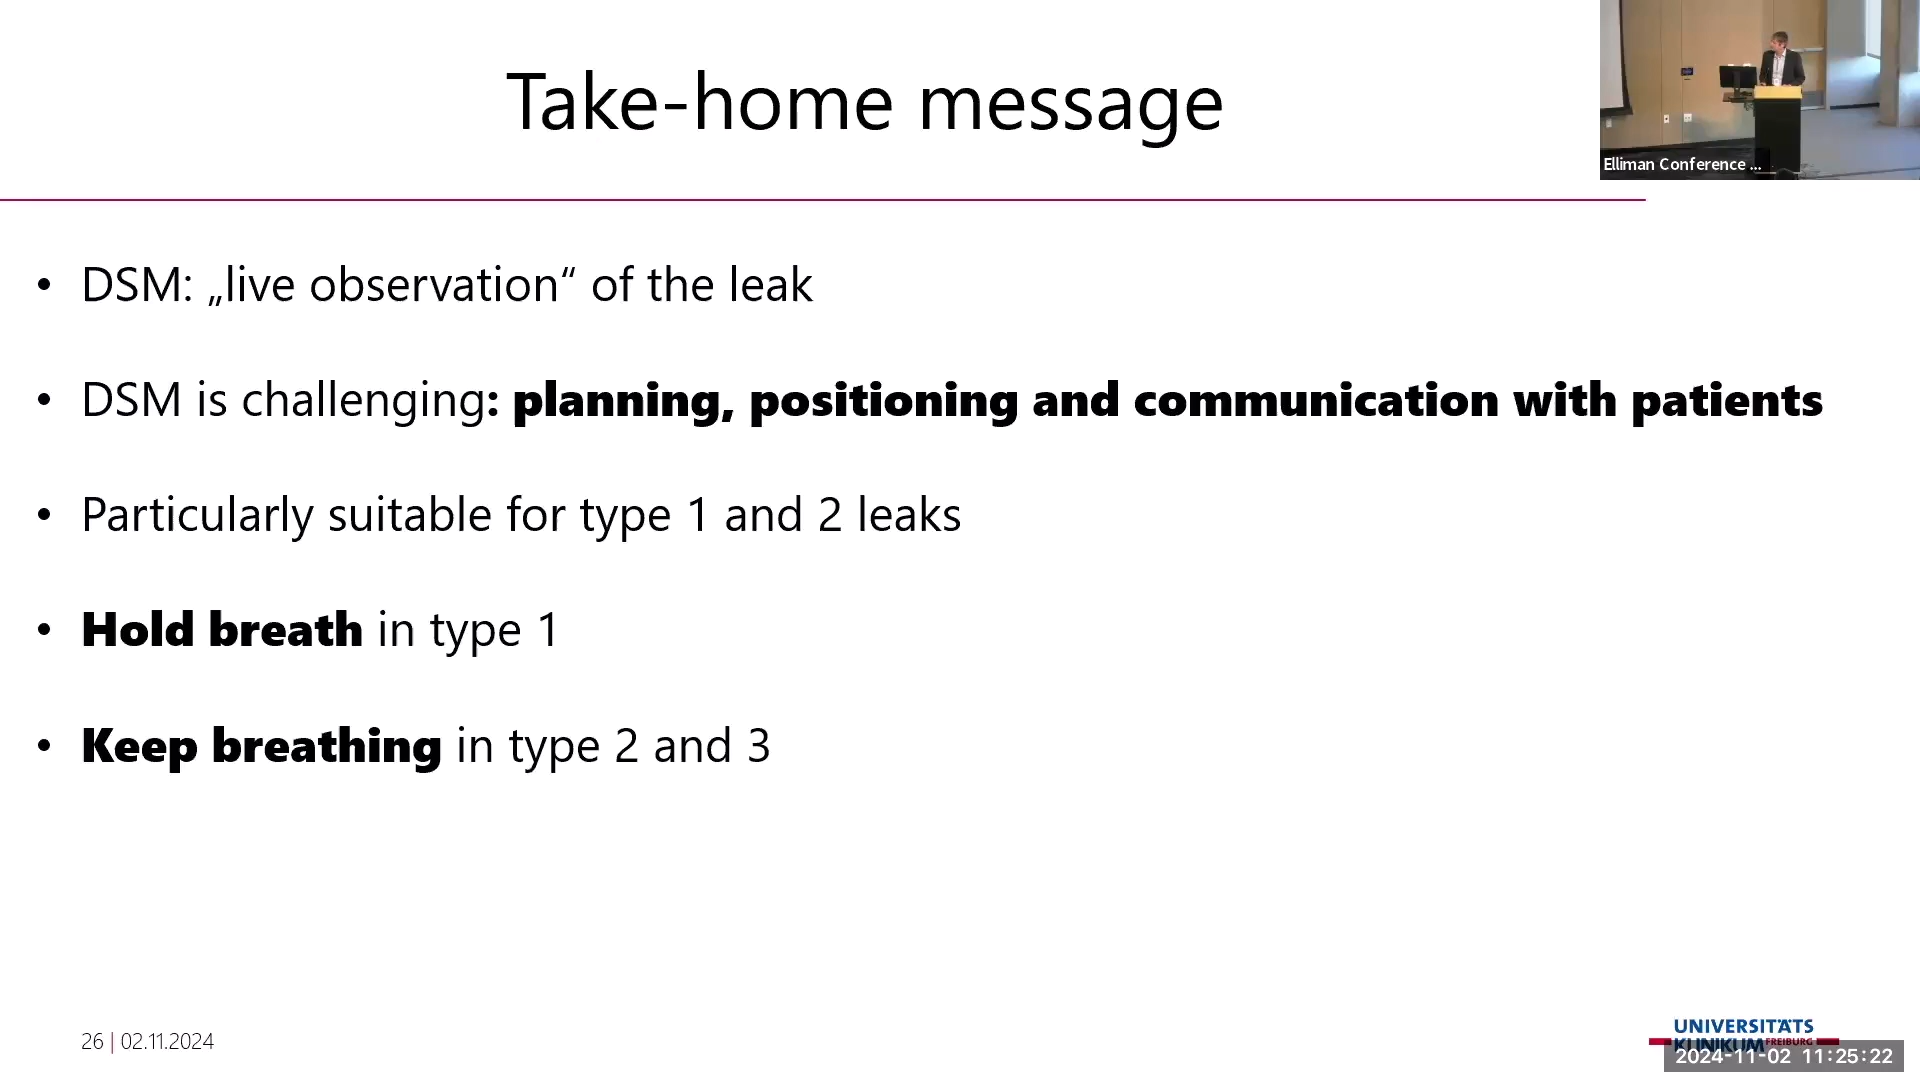 Take-home message
Elliman Conference ...
• DSM: „live observation“ of the leak
• DSM is challenging: planning, positioning and communication with patients
• Particularly suitable for type 1 and 2 leaks
• Hold breath in type 1
• Keep breathing in type 2 and 3
26 | 02.11.2024
UNIVERSITÄTS
KLINIKUM FREIBURG
2024-11-02 11:25:22